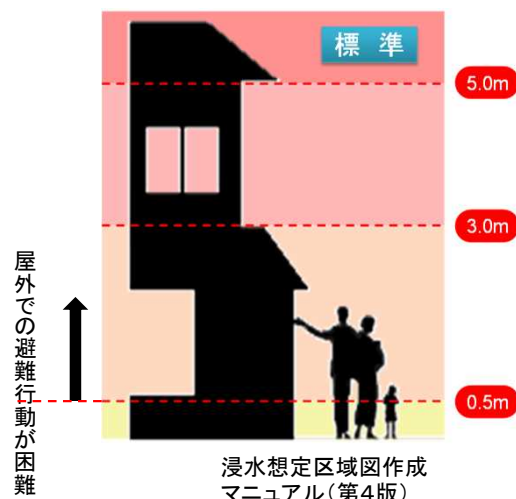 標 準
5.0m
3.0m
屋外での避難行動が困難
0.5m
浸水想定区域図作成
マニュアル(第4版)